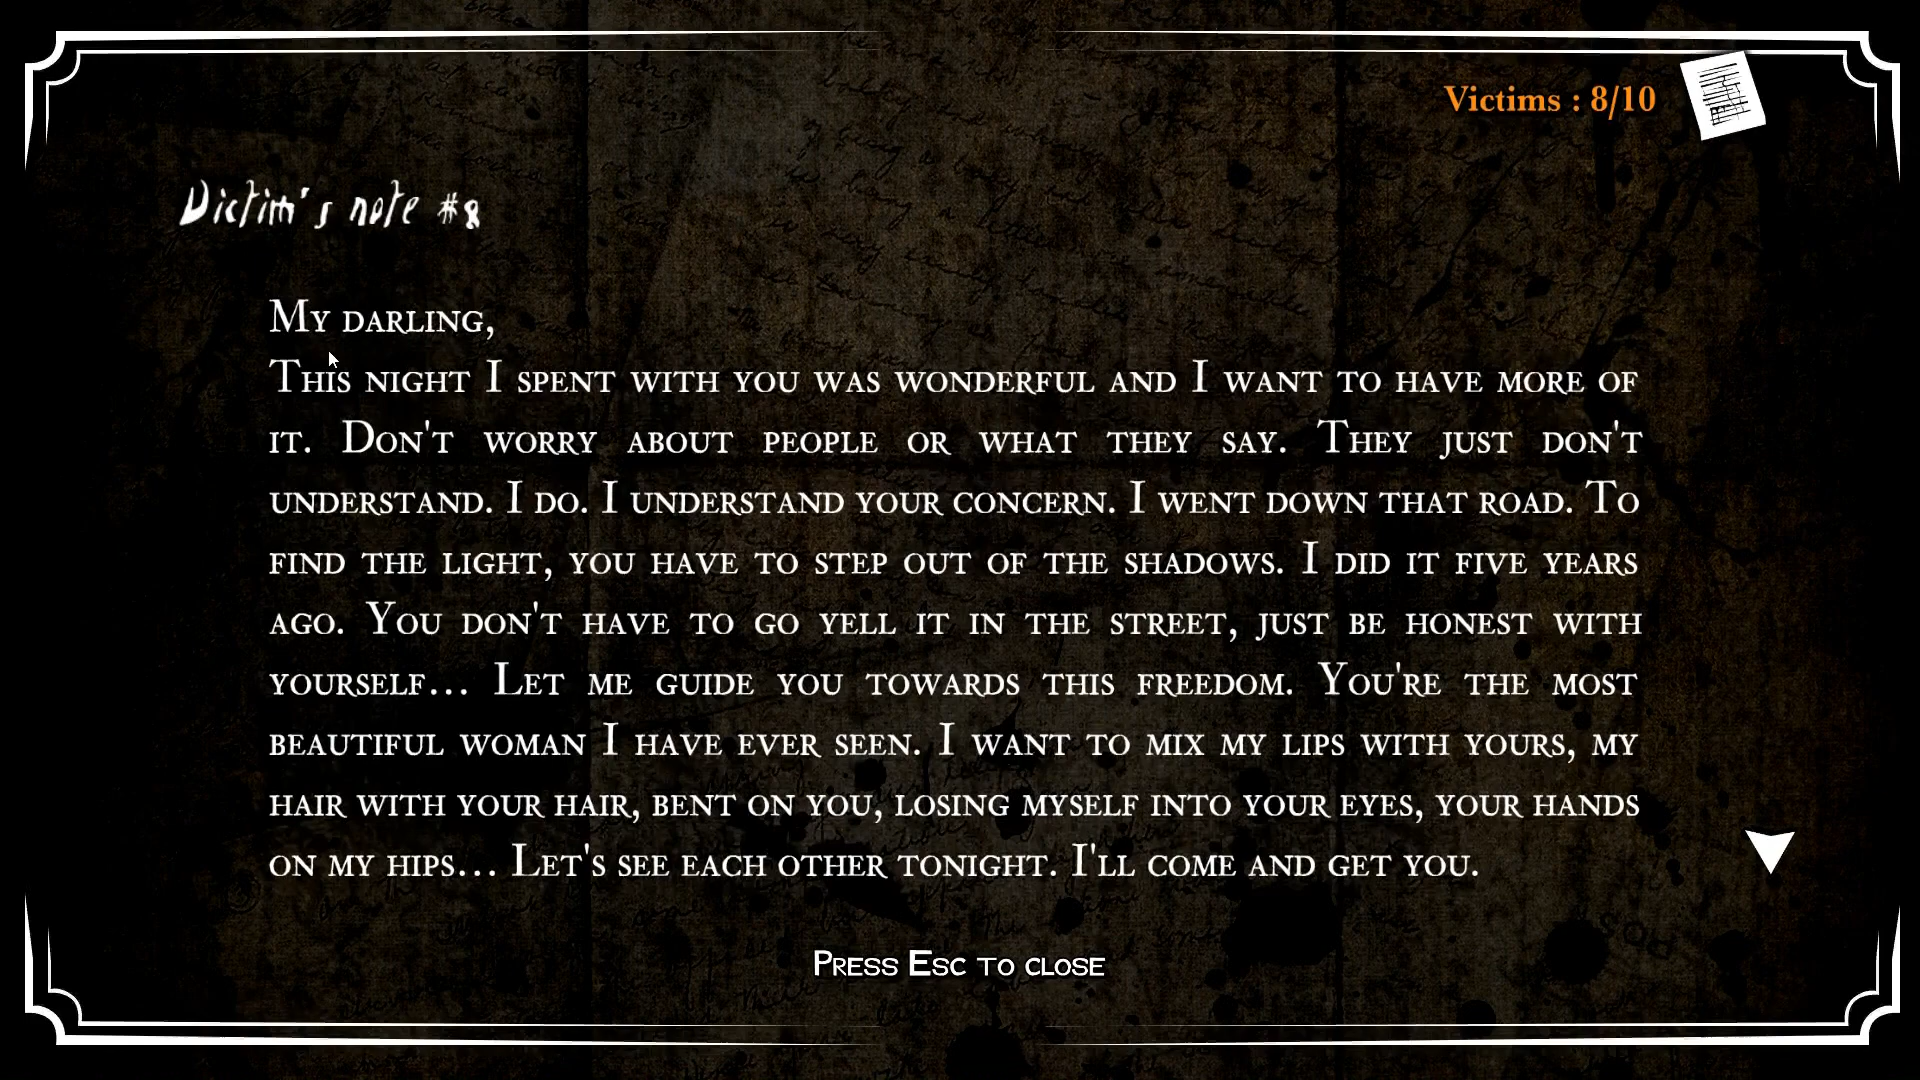 Victims : 8/10
Victim's note #8
My darling,
This night I spent with you was wonderful and I want to have more of
it. Don't worry about people or what they say. They just don't
understand. I do. I understand your concern. I went down that road. To
find the light, you have to step out of the shadows. I did it five years
ago. You don't have to go yell it in the street, just be honest with
yourself... Let me guide you towards this freedom. You're the most
beautiful woman I have ever seen. I want to mix my lips with yours, my
hair with your hair, bent on you, losing myself into your eyes, your hands
on my hips... Let's see each other tonight. I'll come and get you.
Press Esc to close